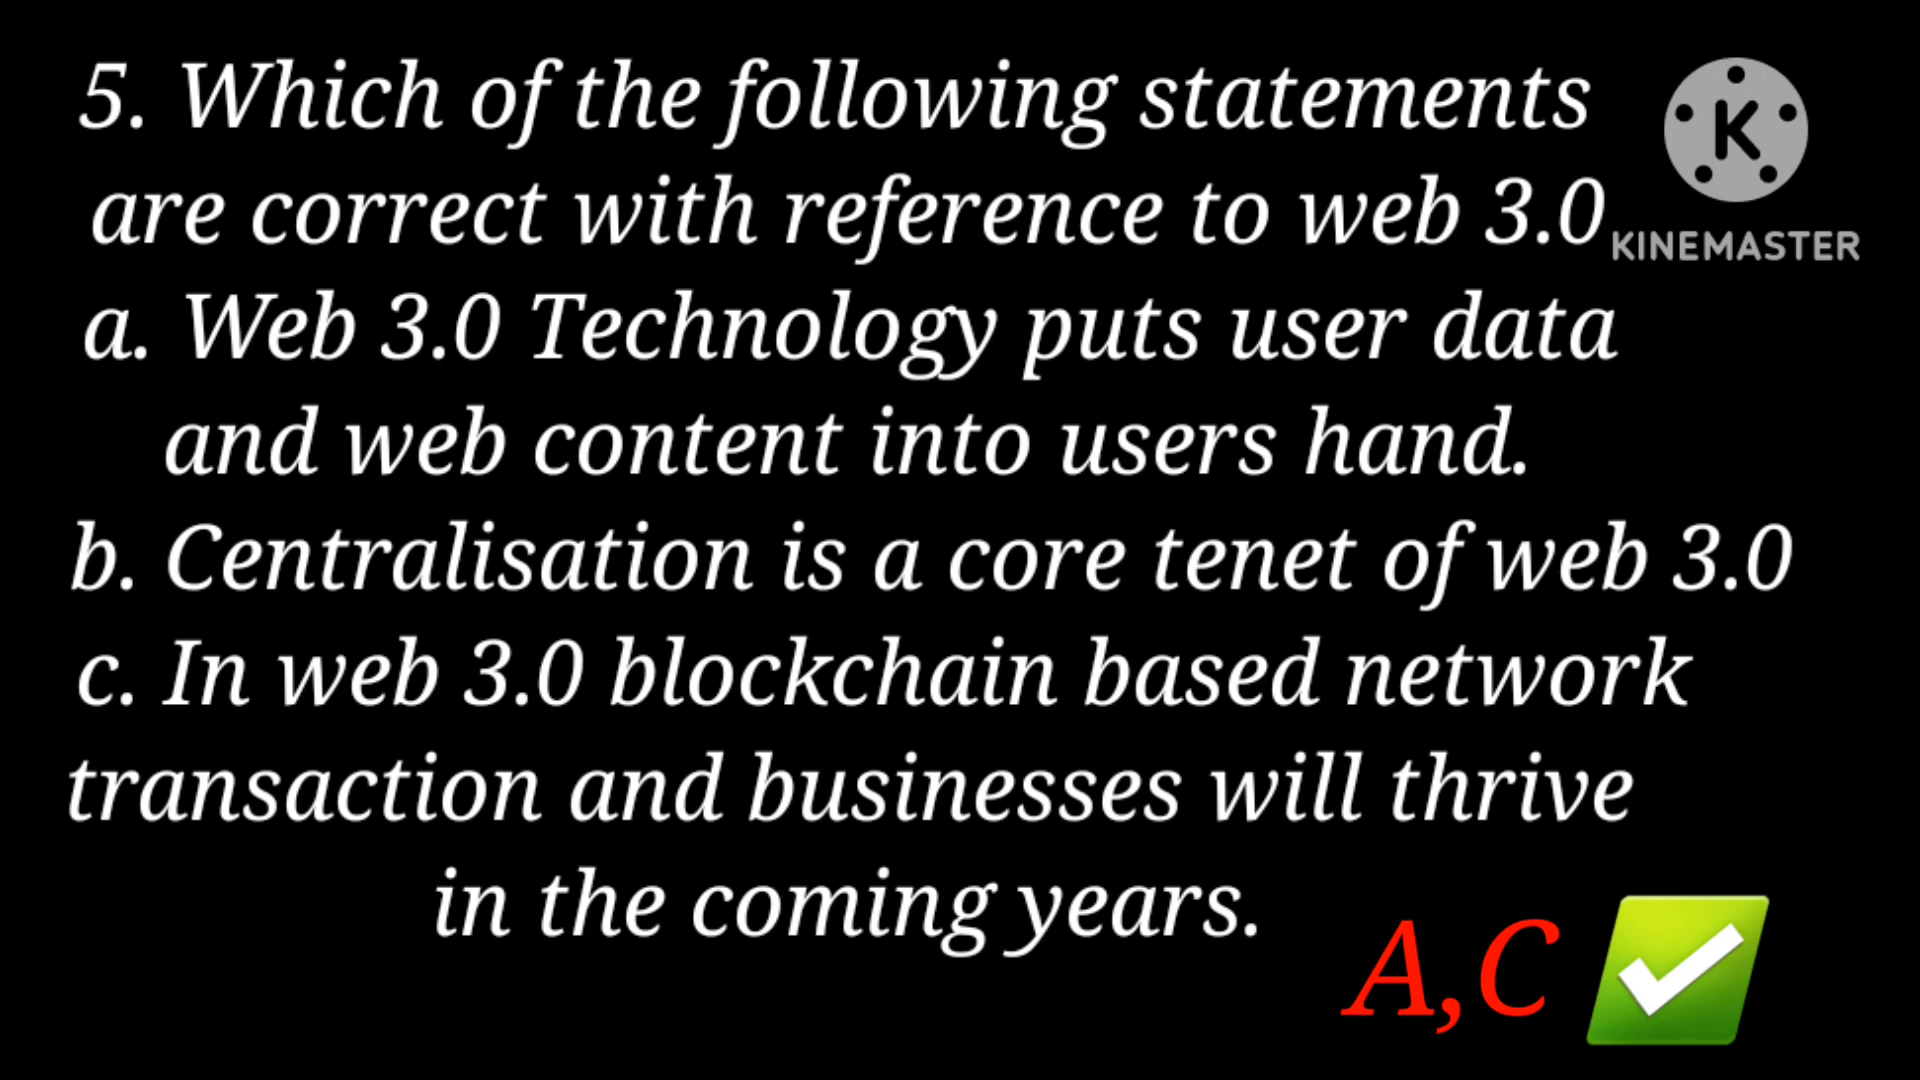 5. Which of the following statements
are correct with reference to web 3.0
KINEMASTER
a. Web 3.0 Technology puts user data
and web content into users hand.
b. Centralisation is a core tenet of web 3.0
c. In web 3.0 blockchain based network
transaction and businesses will thrive
in the coming years.
A,C